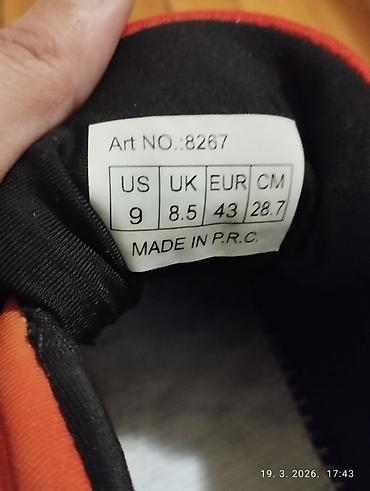 Art NO.:8267
US UK EUR CM
9 8.5 43 28.7
MADE IN P.R.C.
19. 3. 2026. 17:43